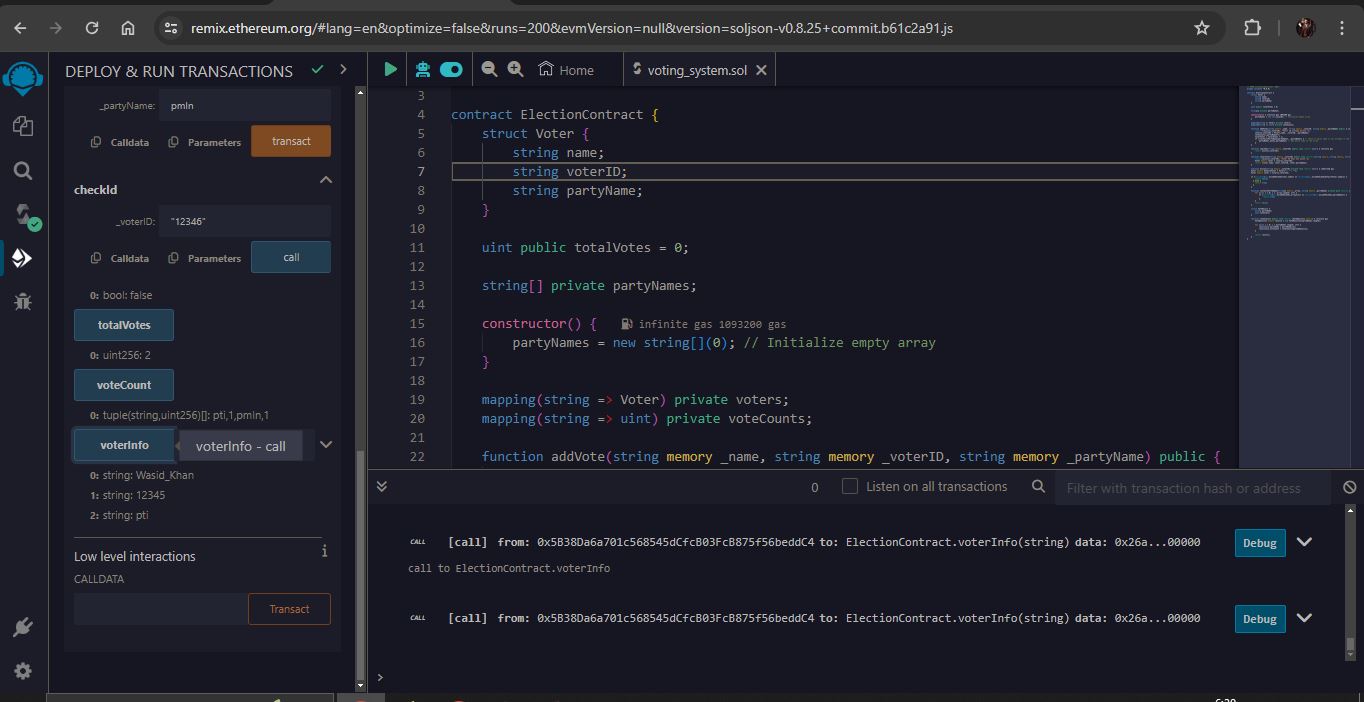 remix.ethereum.org/#lang=en&optimize=false&runs=200&evmVersion=null&version=soljson-v0.8.25+commit.b61c2a91.js
DEPLOY & RUN TRANSACTIONS
Home
voting_system.sol
_partyName: pmln
Calldata Parameters transact
checkId
_voterID: "12346"
Calldata Parameters call
0: bool: false
totalVotes
0: uint256: 2
voteCount
0: tuple(string,uint256)[]: pti,1,pmln,1
voterInfo
voterInfo - call
0: string: Wasid_Khan
1: string: 12345
2: string: pti
Low level interactions
i
CALLDATA
Transact
3
4 contract ElectionContract {
5 struct Voter {
6 string name;
7 string voterID;
8 string partyName;
9 }
10
11 uint public totalVotes = 0;
12
13 string[] private partyNames;
14
15 constructor() { infinite gas 1093200 gas
16 partyNames = new string[](0); // Initialize empty array
17 }
18
19 mapping(string => Voter) private voters;
20 mapping(string => uint) private voteCounts;
21
22 function addVote(string memory _name, string memory _voterID, string memory _partyName) public {
0 Listen on all transactions Filter with transaction hash or address
CALL [call] from: 0x5B38Da6a701c568545dCfcB03FcB875f56beddC4 to: ElectionContract.voterInfo(string) data: 0x26a...00000 Debug
call to ElectionContract.voterInfo
CALL [call] from: 0x5B38Da6a701c568545dCfcB03FcB875f56beddC4 to: ElectionContract.voterInfo(string) data: 0x26a...00000 Debug
>